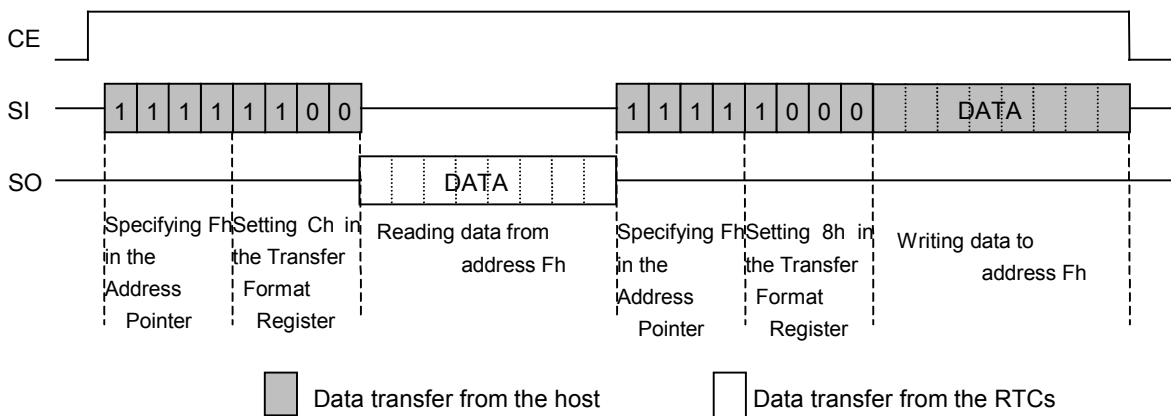 CE
SI
1 1 1 1 1 1 0 0
1 1 1 1 1 0 0 0
DATA
SO
DATA
Specifying Fh
in the
Address
Pointer
Setting Ch in
the Transfer
Format
Register
Reading data from
address Fh
Specifying Fh
in the
Address
Pointer
Setting 8h in
the Transfer
Format
Register
Writing data to
address Fh
Data transfer from the host
Data transfer from the RTCs